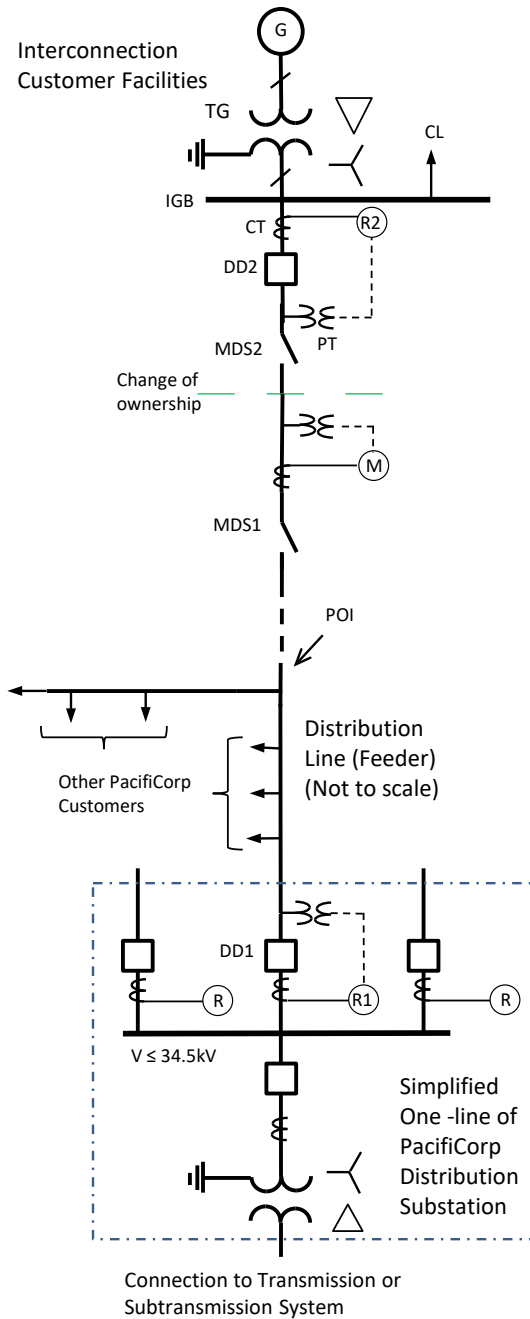 G
Interconnection
Customer Facilities
TG
CL
IGB
CT
R2
DD2
PT
MDS2
Change of
ownership
M
MDS1
POI
Distribution
Line (Feeder)
(Not to scale)
Other PacifiCorp
Customers
DD1
R
R1
R
V ≤ 34.5kV
Simplified
One -line of
PacifiCorp
Distribution
Substation
Connection to Transmission or
Subtransmission System